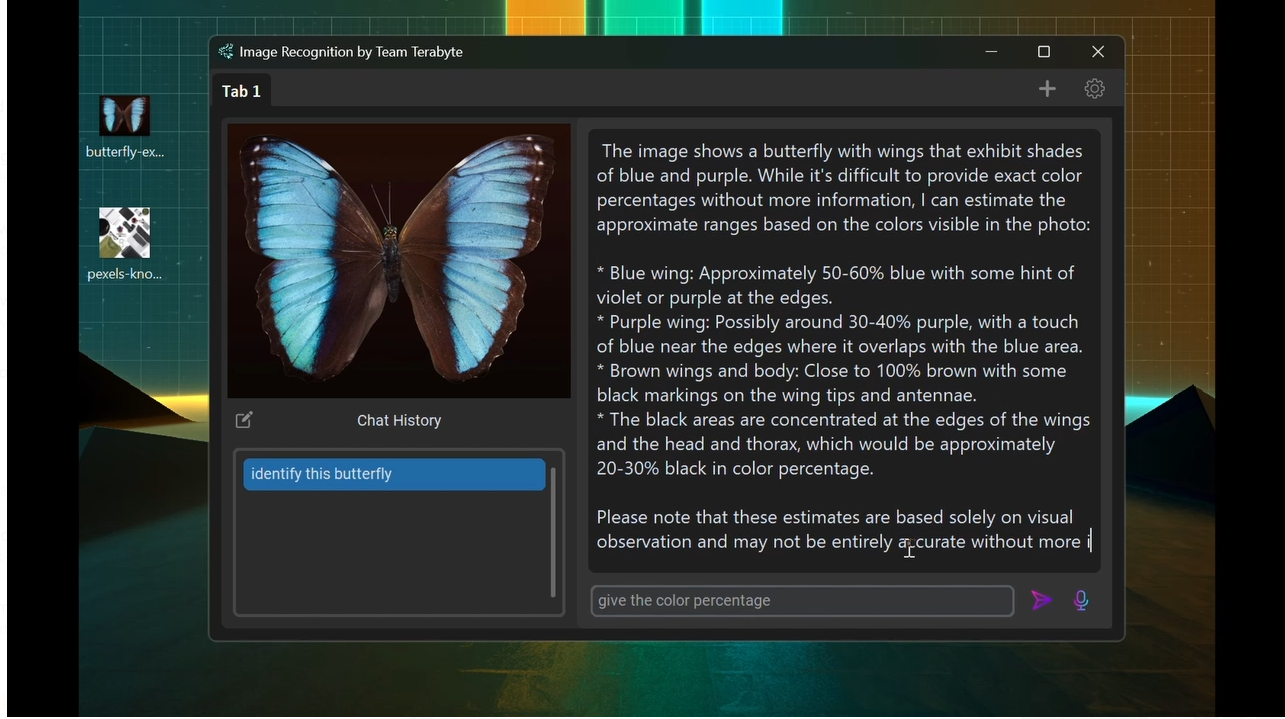 Image Recognition by Team Terabyte
Tab 1
butterfly-ex...
pexels-kno...
The image shows a butterfly with wings that exhibit shades
of blue and purple. While it's difficult to provide exact color
percentages without more information, I can estimate the
approximate ranges based on the colors visible in the photo:
* Blue wing: Approximately 50-60% blue with some hint of
violet or purple at the edges.
* Purple wing: Possibly around 30-40% purple, with a touch
of blue near the edges where it overlaps with the blue area.
* Brown wings and body: Close to 100% brown with some
black markings on the wing tips and antennae.
* The black areas are concentrated at the edges of the wings
and the head and thorax, which would be approximately
20-30% black in color percentage.
Please note that these estimates are based solely on visual
observation and may not be entirely accurate without more i
Chat History
identify this butterfly
give the color percentage